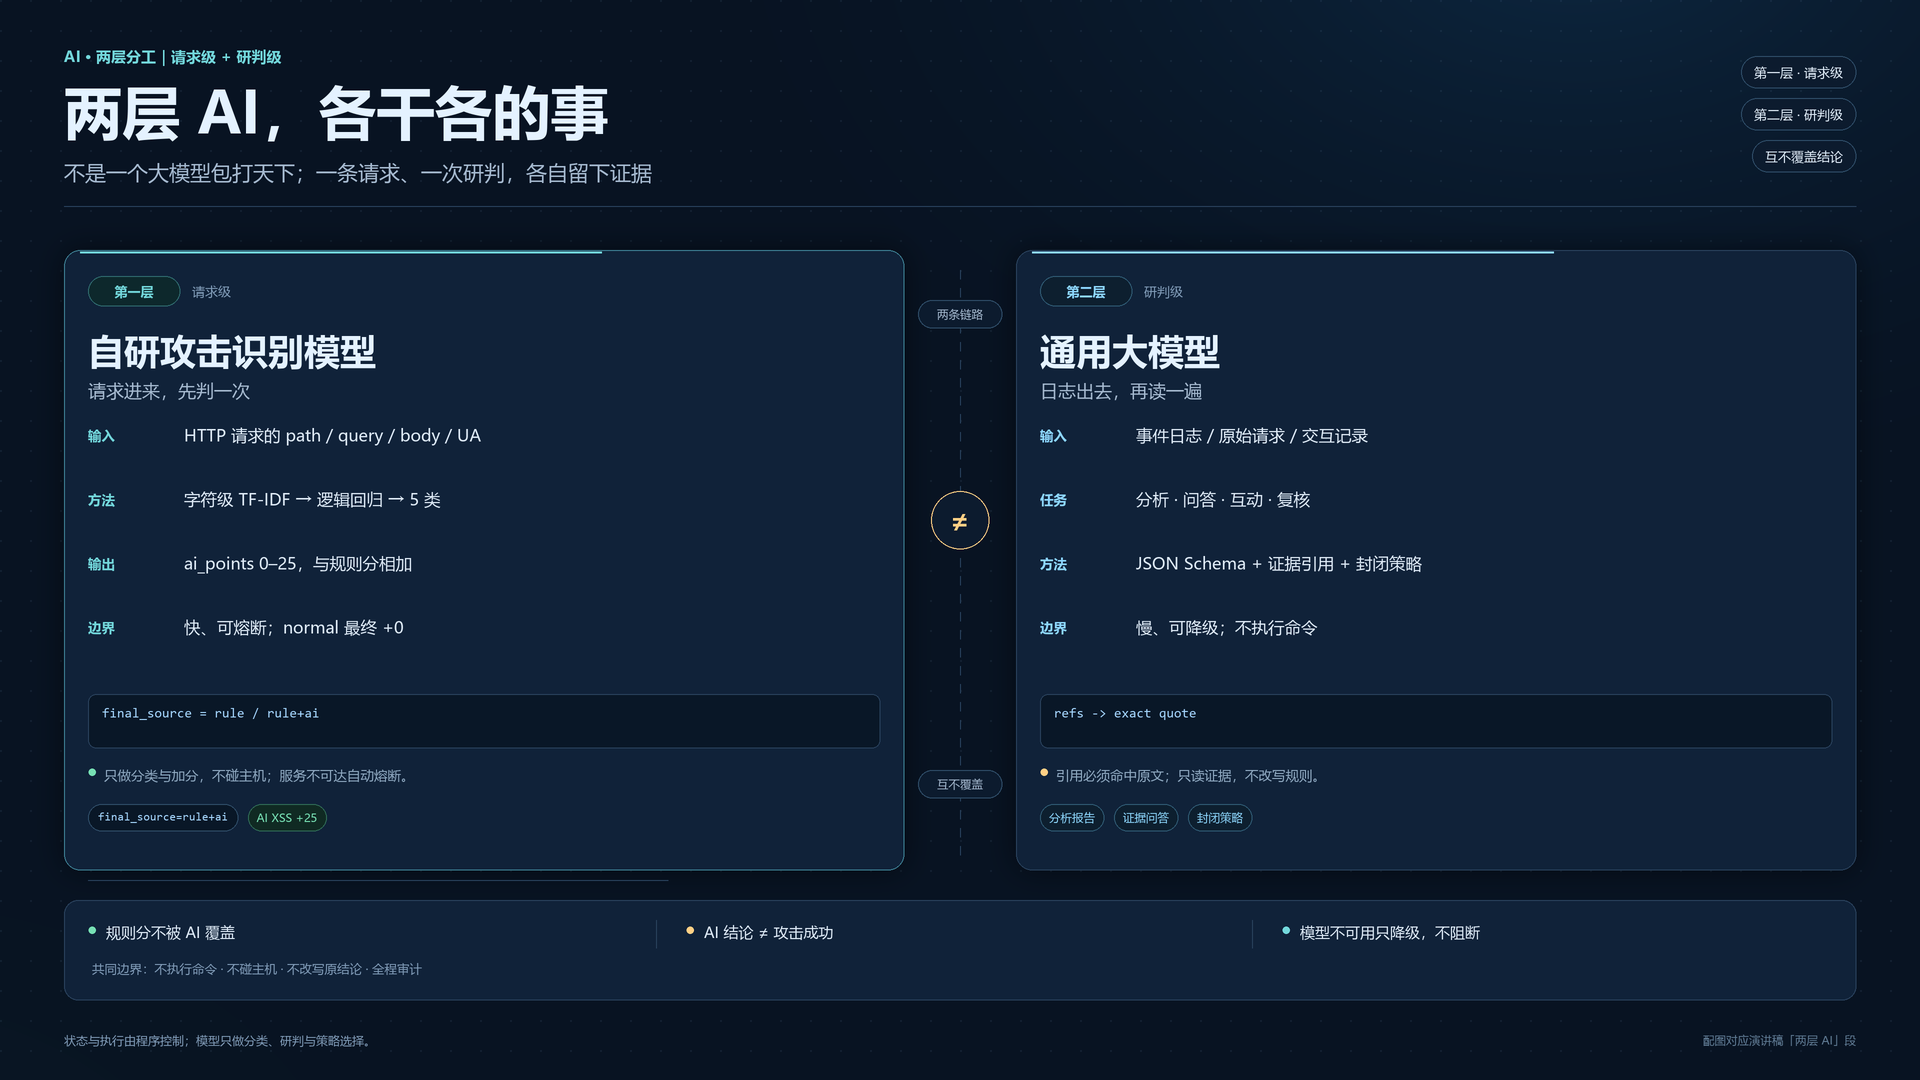 AI · 两层分工 | 请求级 + 研判级
两层 AI，各干各的事
不是一个大模型包打天下；一条请求、一次研判，各自留下证据
第一层 · 请求级
第二层 · 研判级
互不覆盖结论
第一层 请求级
自研攻击识别模型
请求进来，先判一次
输入 HTTP 请求的 path / query / body / UA
方法 字符级 TF-IDF → 逻辑回归 → 5 类
输出 ai_points 0–25，与规则分相加
边界 快、可熔断；normal 最终 +0
final_source = rule / rule+ai
只做分类与加分，不碰主机；服务不可达自动熔断。
final_source=rule+ai AI XSS +25
两条链路
≠
互不覆盖
第二层 研判级
通用大模型
日志出去，再读一遍
输入 事件日志 / 原始请求 / 交互记录
任务 分析 · 问答 · 互动 · 复核
方法 JSON Schema + 证据引用 + 封闭策略
边界 慢、可降级；不执行命令
refs -> exact quote
引用必须命中原文；只读证据，不改写规则。
分析报告 证据问答 封闭策略
规则分不被 AI 覆盖
AI 结论 ≠ 攻击成功
模型不可用只降级，不阻断
共同边界：不执行命令 · 不碰主机 · 不改写原结论 · 全程审计
状态与执行由程序控制；模型只做分类、研判与策略选择。
配图对应演讲稿「两层 AI」段